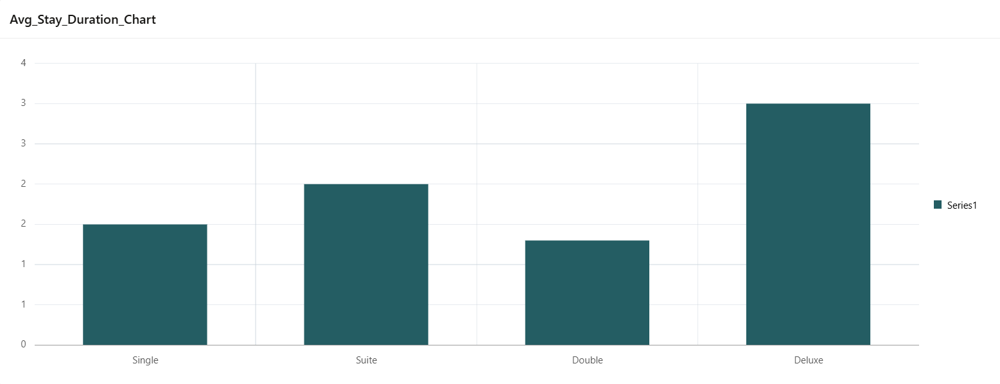 Avg_Stay_Duration_Chart
4
3
3
2
2
1
1
0
Single Suite Double Deluxe
Series1